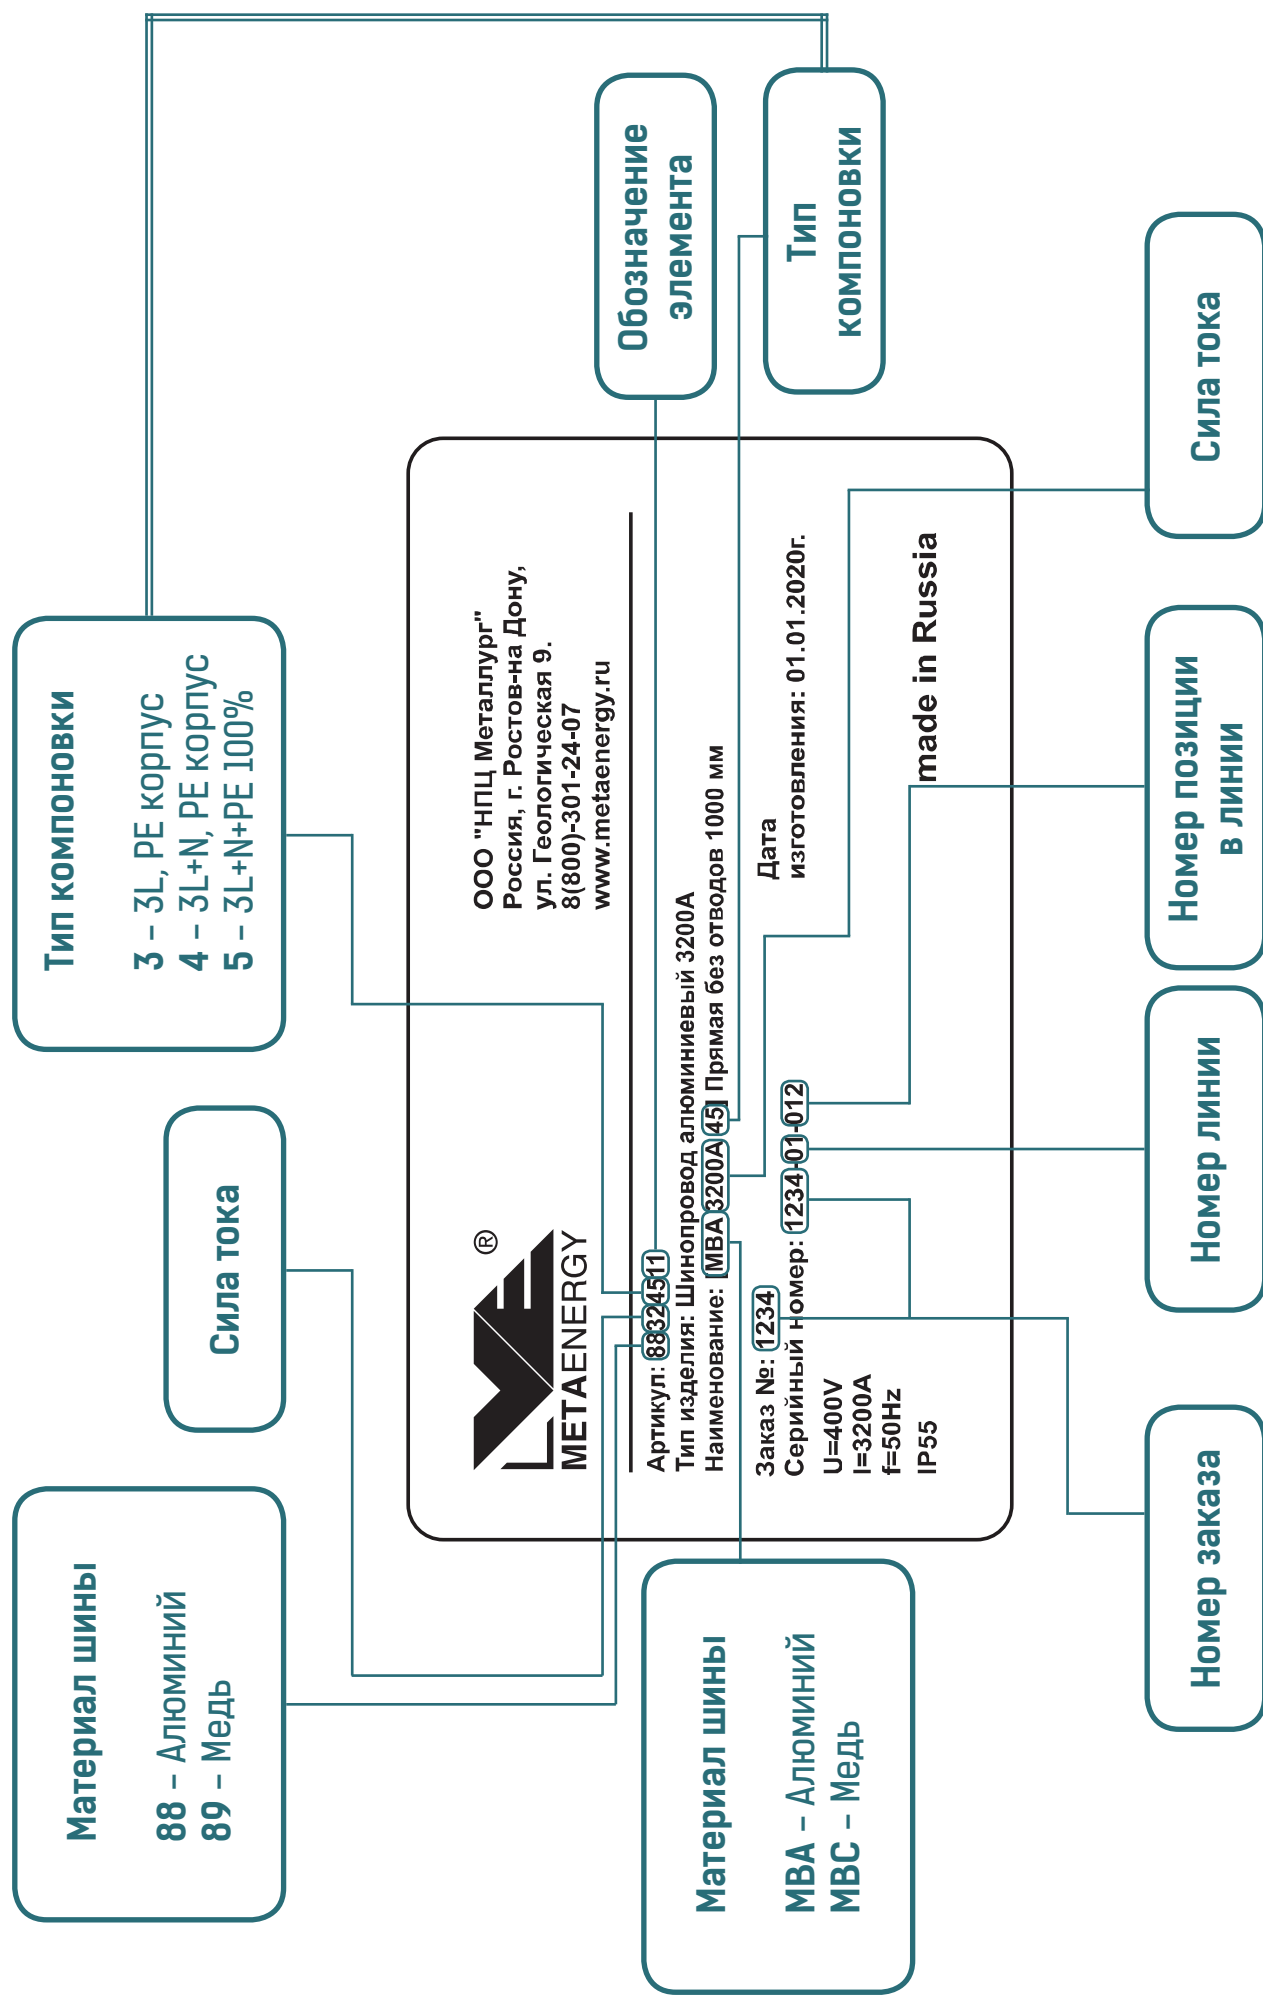 Материал шины
88 – Алюминий
89 – Медь
Сила тока
Тип компоновки
3 – 3L, PE корпус
4 – 3L+N, PE корпус
5 – 3L+N+PE 100%
®
METAENERGY
ООО "НПЦ Металлург"
Россия, г. Ростов-на Дону,
ул. Геологическая 9.
8(800)-301-24-07
www.metaenergy.ru
Артикул: 88324511
Тип изделия: Шинопровод алюминиевый 3200А
Наименование: [МВА 3200А 45] Прямая без отводов 1000 мм
Заказ №: 1234
Серийный номер: 1234-01-012
Дата
изготовления: 01.01.2020г.
U=400V
I=3200A
f=50Hz
IP55
made in Russia
Обозначение
элемента
Тип
компоновки
Материал шины
МВА – Алюминий
МВС – Медь
Номер заказа
Номер линии
Номер позиции
в линии
Сила тока